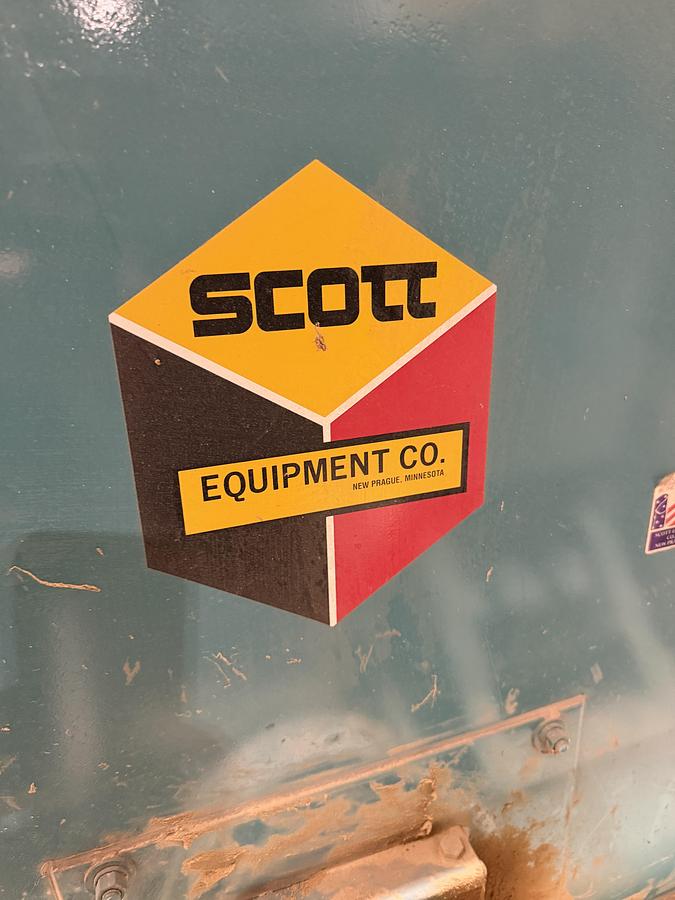 SCOTT
EQUIPMENT CO.
NEW PRAGUE, MINNESOTA